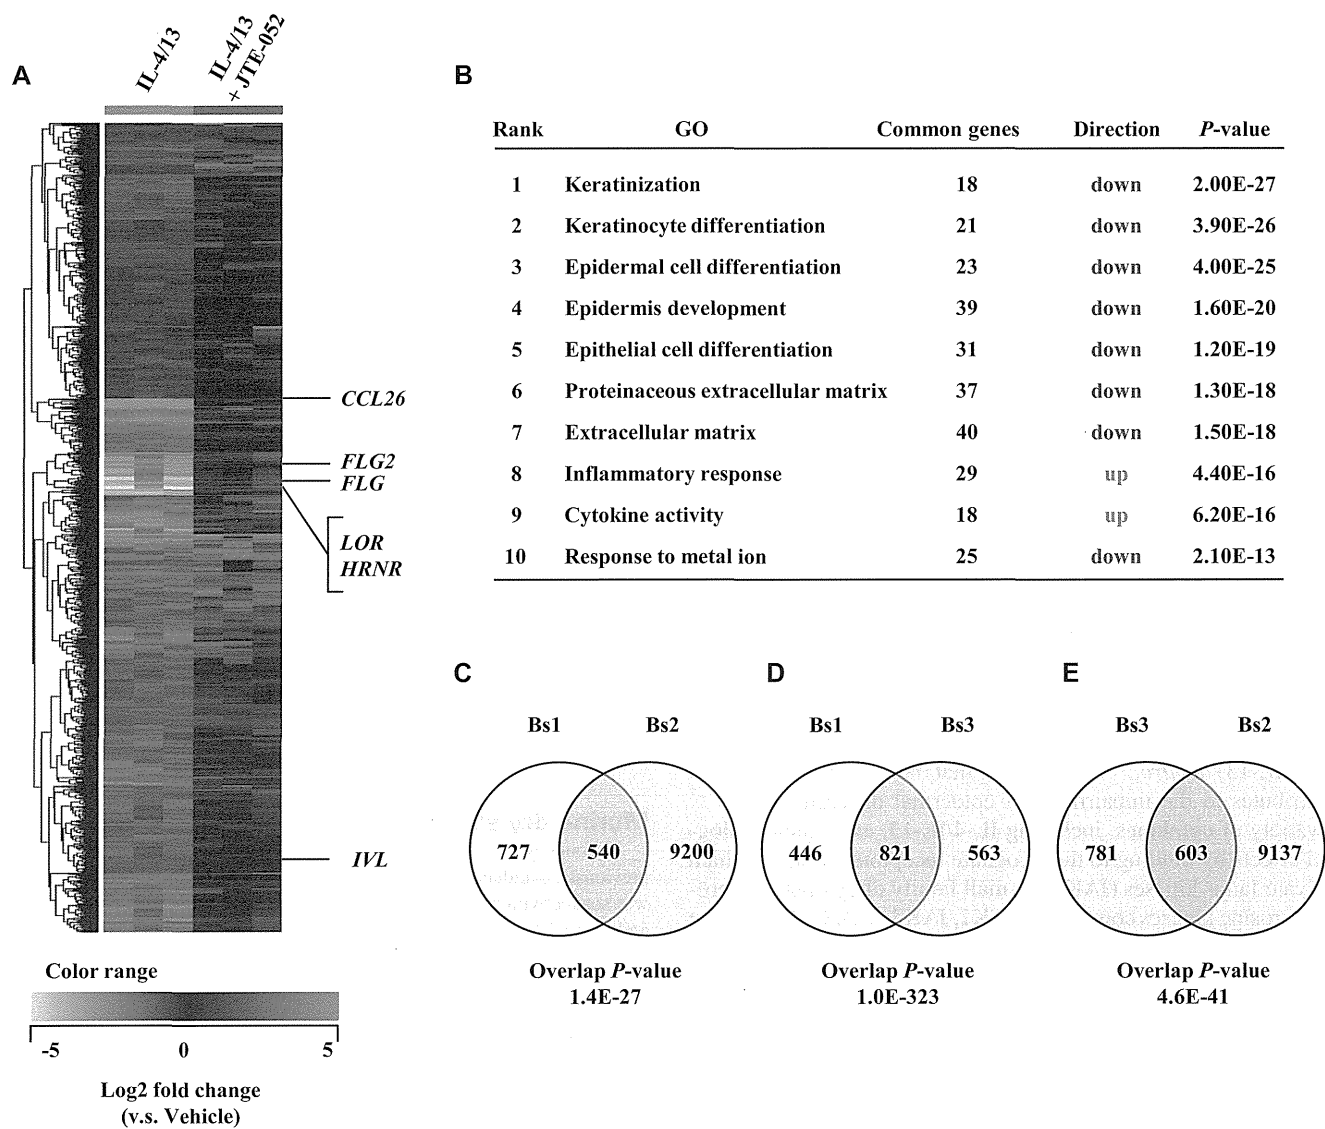 A
IL-4/13
IL-4/13
+ JTE-052
CCL26
FLG2
FLG
LOR
HRNR
IVL
Color range
-5 0 5
Log2 fold change
(v.s. Vehicle)
B
Rank GO Common genes Direction P-value
1 Keratinization 18 down 2.00E-27
2 Keratinocyte differentiation 21 down 3.90E-26
3 Epidermal cell differentiation 23 down 4.00E-25
4 Epidermis development 39 down 1.60E-20
5 Epithelial cell differentiation 31 down 1.20E-19
6 Proteinaceous extracellular matrix 37 down 1.30E-18
7 Extracellular matrix 40 down 1.50E-18
8 Inflammatory response 29 up 4.40E-16
9 Cytokine activity 18 up 6.20E-16
10 Response to metal ion 25 down 2.10E-13
C
Bs1 Bs2
727 540 9200
Overlap P-value
1.4E-27
D
Bs1 Bs3
446 821 563
Overlap P-value
1.0E-323
E
Bs3 Bs2
781 603 9137
Overlap P-value
4.6E-41